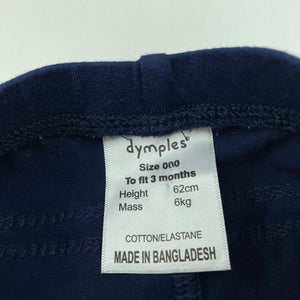 dymples
Size 000
To fit 3 months
Height 62cm
Mass 6kg
COTTON/ELASTANE
MADE IN BANGLADESH